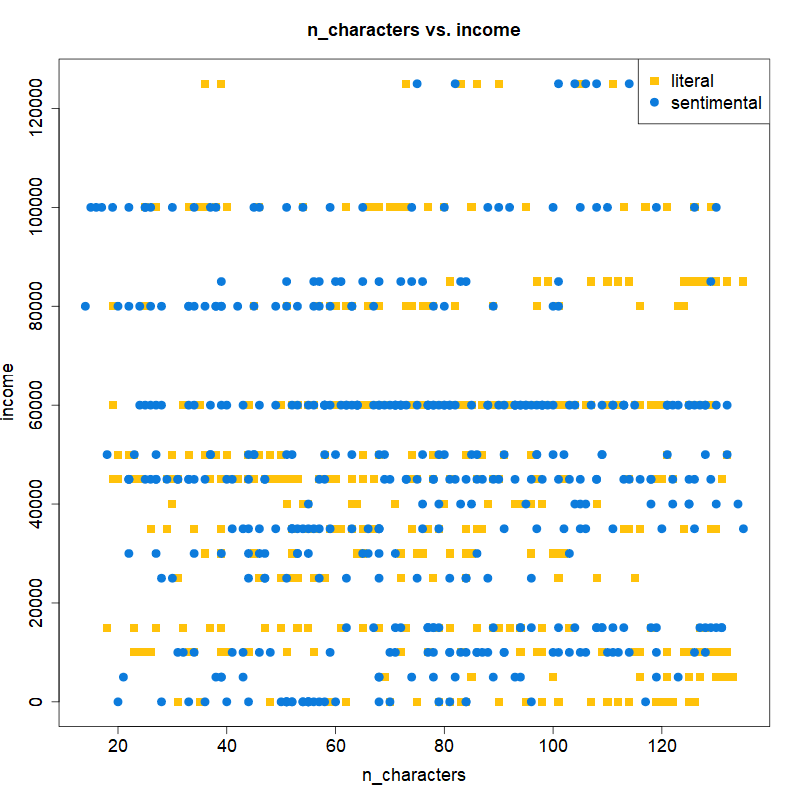 n_characters vs. income
literal
sentimental
income
120000
100000
80000
60000
40000
20000
0
20 40 60 80 100 120
n_characters